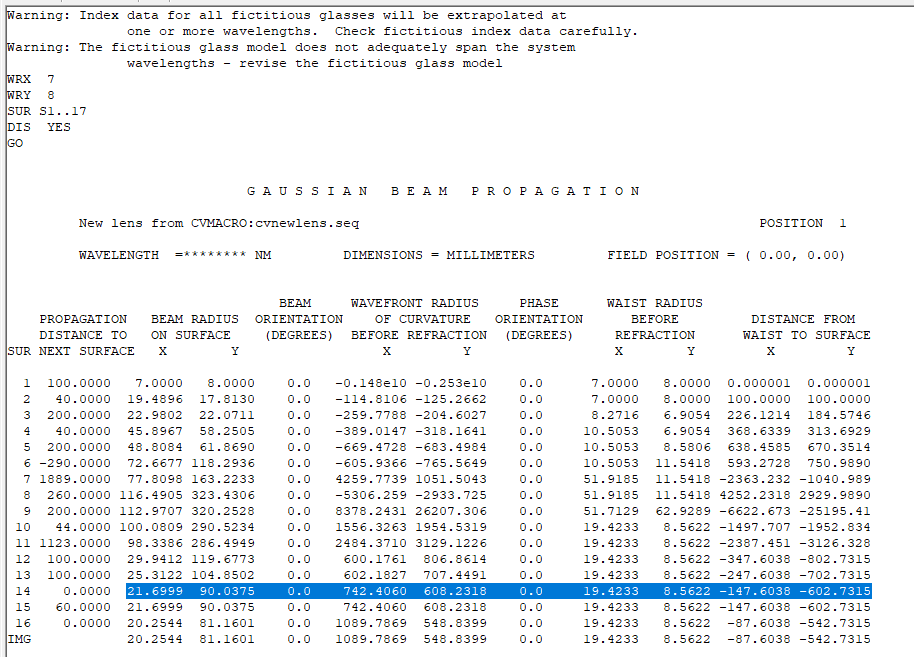 Warning: Index data for all fictitious glasses will be extrapolated at
one or more wavelengths. Check fictitious index data carefully.
Warning: The fictitious glass model does not adequately span the system
wavelengths - revise the fictitious glass model
WRX 7
WRY 8
SUR S1..17
DIS YES
GO
G A U S S I A N B E A M P R O P A G A T I O N
New lens from CVMACRO:cvnewlens.seq POSITION 1
WAVELENGTH =******** NM DIMENSIONS = MILLIMETERS FIELD POSITION = ( 0.00, 0.00)
BEAM WAVEFRONT RADIUS PHASE WAIST RADIUS
PROPAGATION BEAM RADIUS ORIENTATION OF CURVATURE ORIENTATION BEFORE DISTANCE FROM
DISTANCE TO ON SURFACE (DEGREES) BEFORE REFRACTION (DEGREES) REFRACTION WAIST TO SURFACE
SUR NEXT SURFACE X Y X Y X Y X Y
1 100.0000 7.0000 8.0000 0.0 -0.148e10 -0.253e10 0.0 7.0000 8.0000 0.000001 0.000001
2 40.0000 19.4896 17.8130 0.0 -114.8106 -125.2662 0.0 7.0000 8.0000 100.0000 100.0000
3 200.0000 22.9802 22.0711 0.0 -259.7788 -204.6027 0.0 8.2716 6.9054 226.1214 184.5746
4 40.0000 45.8967 58.2505 0.0 -389.0147 -318.1641 0.0 10.5053 6.9054 368.6339 313.6929
5 200.0000 48.8084 61.8690 0.0 -669.4728 -683.4984 0.0 10.5053 8.5806 638.4585 670.3514
6 -290.0000 72.6677 118.2936 0.0 -605.9366 -765.5649 0.0 10.5053 11.5418 593.2728 750.9890
7 1889.0000 77.8098 163.2233 0.0 4259.7739 1051.5043 0.0 51.9185 11.5418 -2363.232 -1040.989
8 260.0000 116.4905 323.4306 0.0 -5306.259 -2933.725 0.0 51.9185 11.5418 4252.2318 2929.9890
9 200.0000 112.9707 320.2528 0.0 8378.2431 26207.306 0.0 51.7129 62.9289 -6622.673 -25195.41
10 44.0000 100.0809 290.5234 0.0 1556.3263 1954.5319 0.0 19.4233 8.5622 -1497.707 -1952.834
11 1123.0000 98.3386 286.4949 0.0 2484.3710 3129.1226 0.0 19.4233 8.5622 -2387.451 -3126.328
12 100.0000 29.9412 119.6773 0.0 600.1761 806.8614 0.0 19.4233 8.5622 -347.6038 -802.7315
13 100.0000 25.3122 104.8502 0.0 602.1827 707.4491 0.0 19.4233 8.5622 -247.6038 -702.7315
14 0.0000 21.6999 90.0375 0.0 742.4060 608.2318 0.0 19.4233 8.5622 -147.6038 -602.7315
15 60.0000 21.6999 90.0375 0.0 742.4060 608.2318 0.0 19.4233 8.5622 -147.6038 -602.7315
16 0.0000 20.2544 81.1601 0.0 1089.7869 548.8399 0.0 19.4233 8.5622 -87.6038 -542.7315
IMG 20.2544 81.1601 0.0 1089.7869 548.8399 0.0 19.4233 8.5622 -87.6038 -542.7315